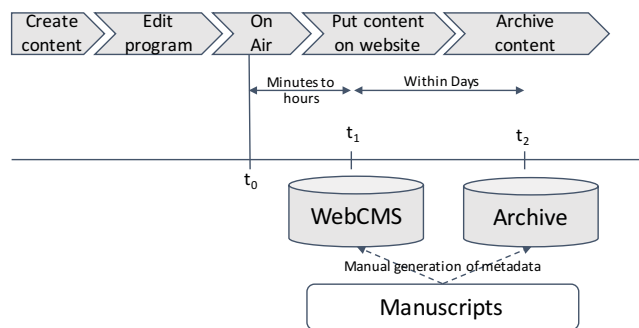 Create
content
Edit
program
On
Air
Put content
on website
Archive
content
Minutes to
hours
Within Days
t0
t1
t2
WebCMS
Archive
Manual generation of metadata
Manuscripts